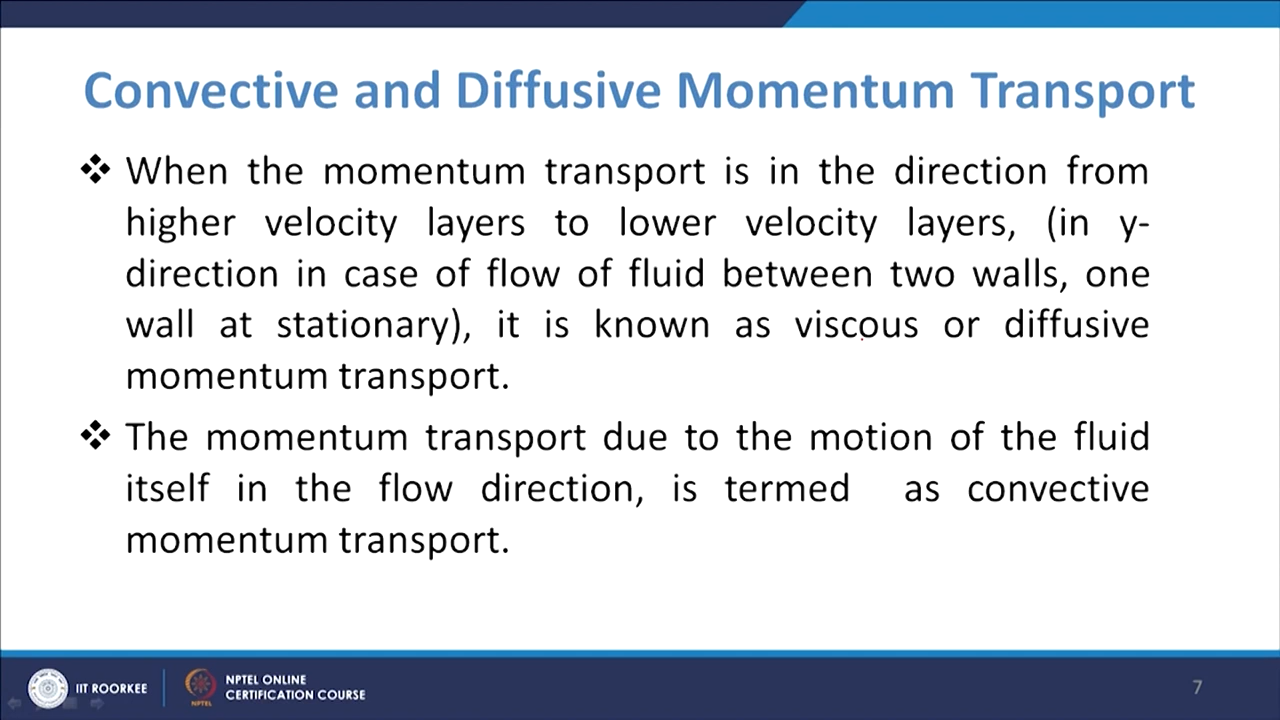 Convective and Diffusive Momentum Transport
❖ When the momentum transport is in the direction from
higher velocity layers to lower velocity layers, (in y-
direction in case of flow of fluid between two walls, one
wall at stationary), it is known as viscous or diffusive
momentum transport.
❖ The momentum transport due to the motion of the fluid
itself in the flow direction, is termed as convective
momentum transport.
IIT ROORKEE
NPTEL
NPTEL ONLINE
CERTIFICATION COURSE
7